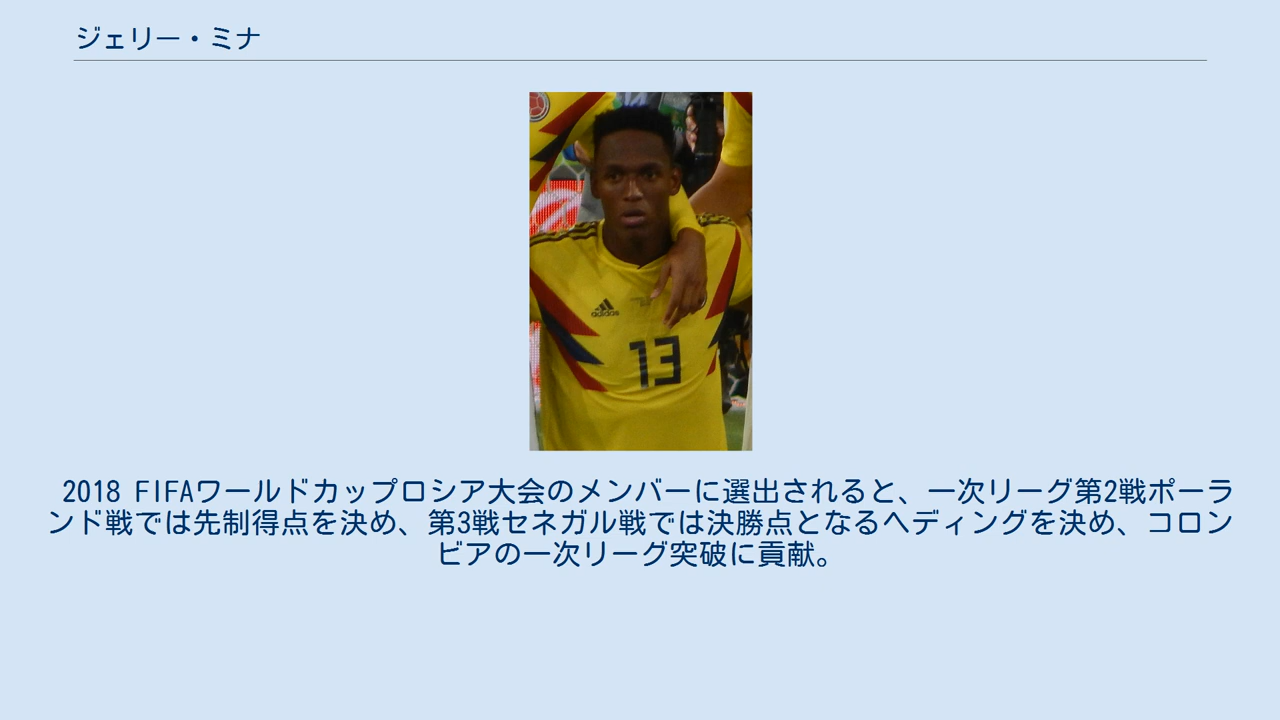 ジェリー・ミナ
adidas
13
2018 FIFAワールドカップロシア大会のメンバーに選出されると、一次リーグ第2戦ポーラ
ンド戦では先制得点を決め、第3戦セネガル戦では決勝点となるヘディングを決め、コロン
ビアの一次リーグ突破に貢献。